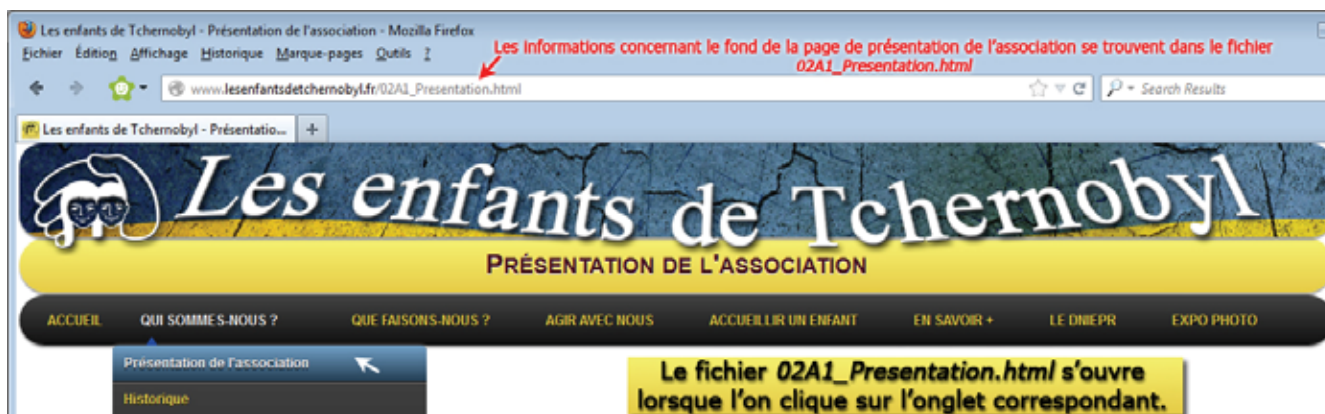 Les enfants de Tchernobyl - Présentation de l'association - Mozilla Firefox
Fichier Édition Affichage Historique Marque-pages Outils ?
Les informations concernant le fond de la page de présentation de l'association se trouvent dans le fichier
02A1_Presentation.html
www.lesenfantsdetchernobyl.fr/02A1_Presentation.html
Search Results
Les enfants de Tchernobyl - Présentatio...
Les enfants de Tchernobyl
PRÉSENTATION DE L'ASSOCIATION
ACCUEIL QUI SOMMES-NOUS ? QUE FAISONS-NOUS ? AGIR AVEC NOUS ACCUEILLIR UN ENFANT EN SAVOIR + LE DNIEPR EXPO PHOTO
Présentation de l'association
Historique
Le fichier 02A1_Presentation.html s'ouvre
lorsque l'on clique sur l'onglet correspondant.